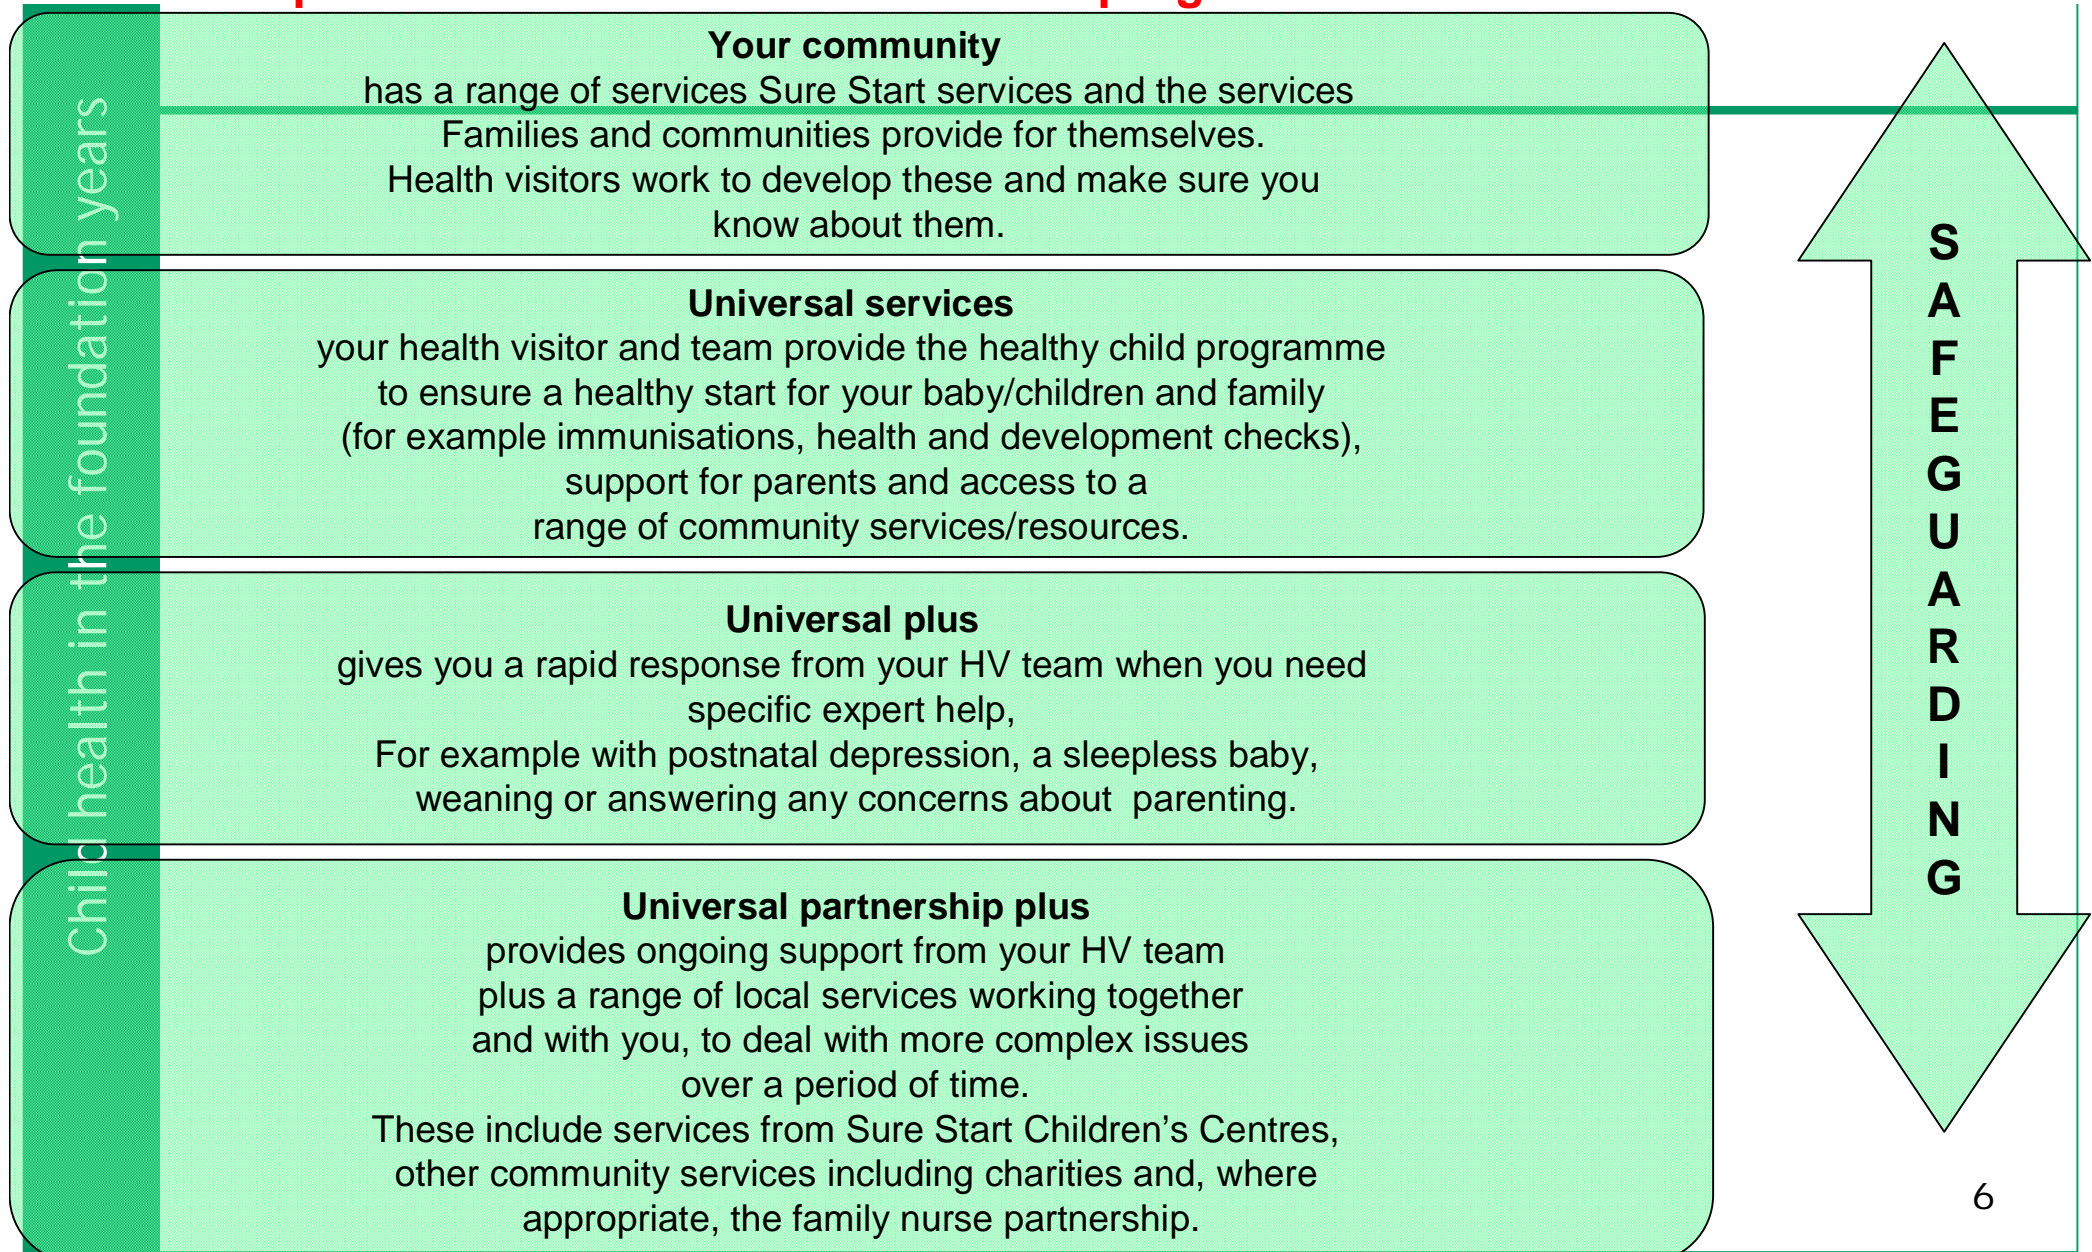 Your community
has a range of services Sure Start services and the services
Families and communities provide for themselves.
Health visitors work to develop these and make sure you
know about them.
Universal services
your health visitor and team provide the healthy child programme
to ensure a healthy start for your baby/children and family
(for example immunisations, health and development checks),
support for parents and access to a
range of community services/resources.
Universal plus
gives you a rapid response from your HV team when you need
specific expert help,
For example with postnatal depression, a sleepless baby,
weaning or answering any concerns about  parenting.
Universal partnership plus
provides ongoing support from your HV team
plus a range of local services working together
and with you, to deal with more complex issues
over a period of time.
These include services from Sure Start Children’s Centres,
other community services including charities and, where
appropriate, the family nurse partnership.
Child health in the foundation years
S
A
F
E
G
U
A
R
D
I
N
G
6